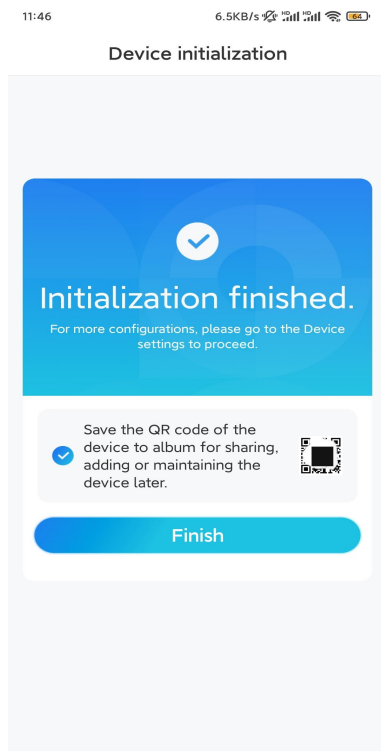 11:46
6.5KB/s HD HD 64
Device initialization
Initialization finished.
For more configurations, please go to the Device
settings to proceed.
Save the QR code of the
device to album for sharing,
adding or maintaining the
device later.
Finish